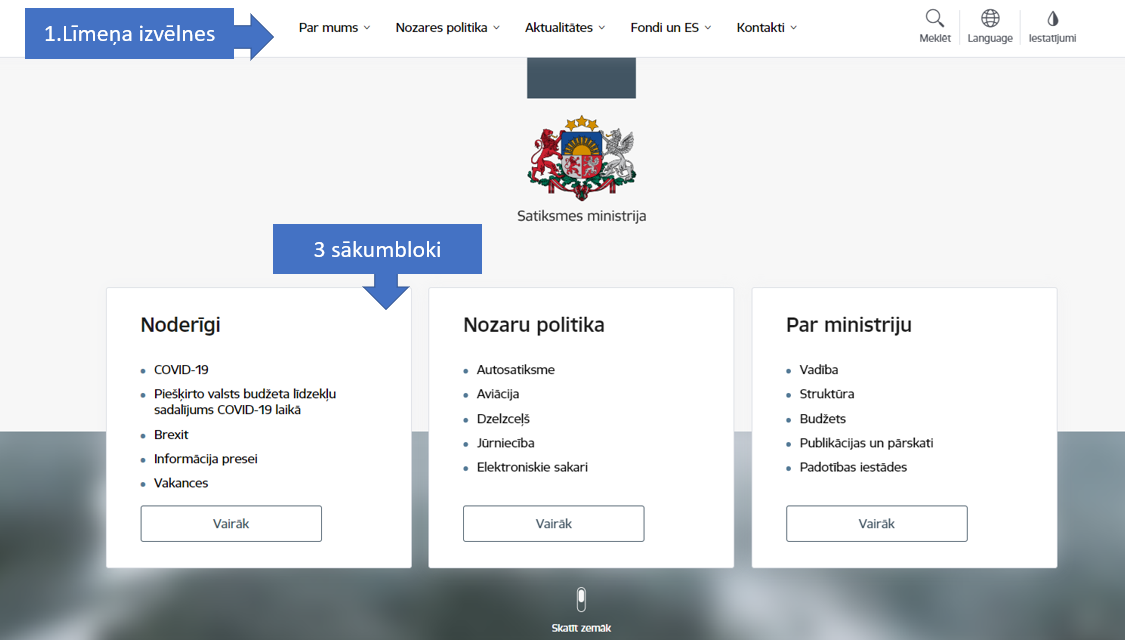 1.Līmeņa izvēlnes
Par mums
Nozares politika
Aktualitātes
Fondi un ES
Kontakti
Meklēt
Language
Iestatījumi
Satiksmes ministrija
3 sākumbloki
Noderīgi
COVID-19
Piešķirto valsts budžeta līdzekļu
sadalījums COVID-19 laikā
Brexit
Informācija presei
Vakances
Vairāk
Nozaru politika
Autosatiksme
Aviācija
Dzelzceļš
Jūrniecība
Elektroniskie sakari
Vairāk
Par ministriju
Vadība
Struktūra
Budžets
Publikācijas un pārskati
Padotības iestādes
Vairāk
Skatīt zemāk